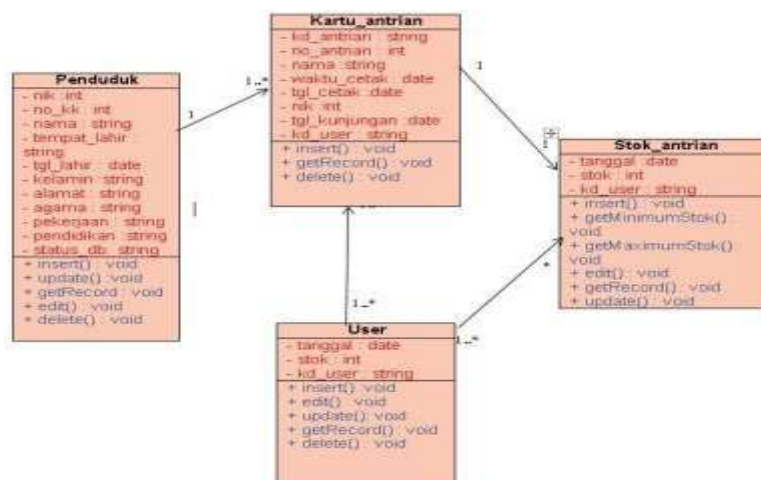 Kartu_antrian
- kd_antrian : string
- no_antrian : int
- nama : string
- waktu_cetak : date
- tgl_cetak : date
- nik : int
- tgl_kunjungan : date
- kd_user : string
+ insert() : void
+ getRecord() : void
+ delete() : void
Penduduk
- nik : int
- no_kk : int
- nama : string
- tempat_lahir
string
- tgl_lahir : date
- kelamin : string
- alamat : string
- agama : string
- pekerjaan : string
- pendidikan : string
- status_db : string
+ insert() : void
+ update() : void
+ getRecord : void
+ edit() : void
+ delete() : void
1
1..*
1
Stok_antrian
- tanggal : date
- stok : int
- kd_user : string
+ insert() : void
+ getMinimumStok() :
void
+ getMaximumStok() :
void
+ edit() : void
+ getRecord() : void
+ update() : void
1..*
*
1..*
User
- tanggal : date
- stok : int
- kd_user : string
+ insert() : void
+ edit() : void
+ update() : void
+ getRecord() : void
+ delete() : void